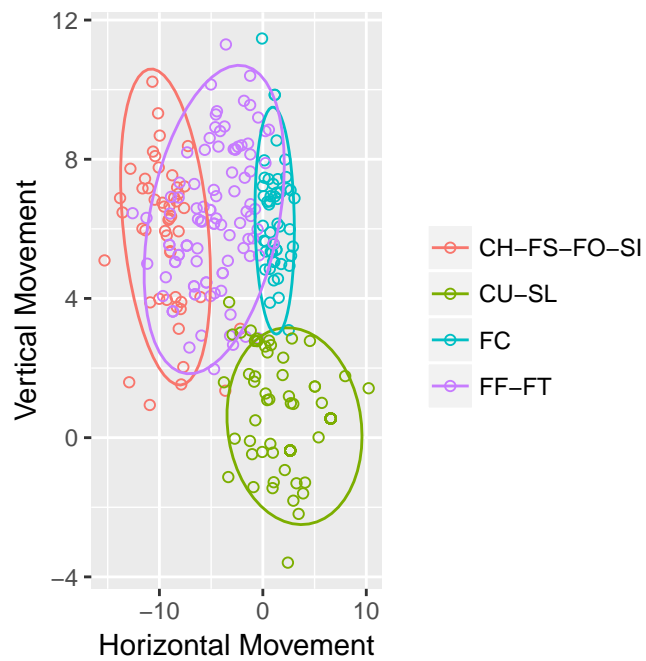 12
8
4
0
−4
−10
0
10
Vertical Movement
Horizontal Movement
CH−FS−FO−SI
CU−SL
FC
FF−FT